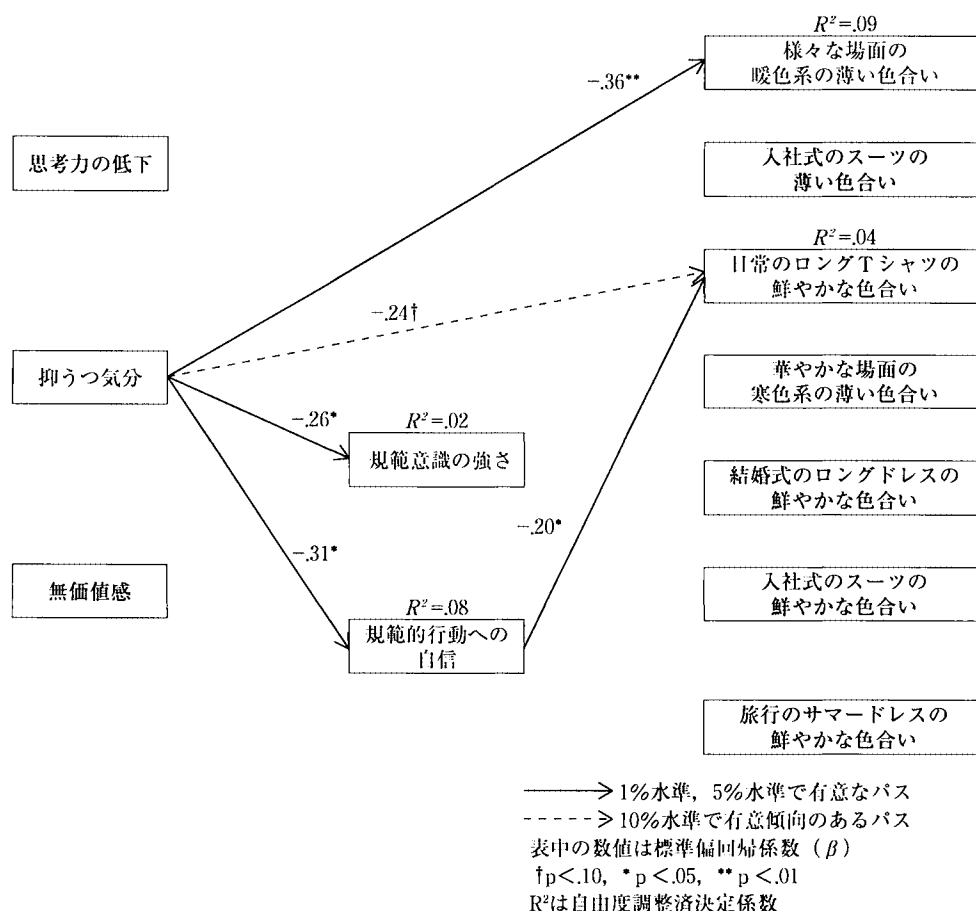 R²=.09
様々な場面の
暖色系の薄い色合い
-.36**
思考力の低下
入社式のスーツの
薄い色合い
R²=.04
日常のロングTシャツの
鮮やかな色合い
-.24†
抑うつ気分
華やかな場面の
寒色系の薄い色合い
-.26*
R²=.02
規範意識の強さ
結婚式のロングドレスの
鮮やかな色合い
-.20*
-.31*
無価値感
入社式のスーツの
鮮やかな色合い
R²=.08
規範的行動への
自信
旅行のサマードレスの
鮮やかな色合い
1%水準, 5%水準で有意なパス
10%水準で有意傾向のあるパス
表中の数値は標準偏回帰係数(β)
†p<.10, *p<.05, **p<.01
R²は自由度調整済決定係数